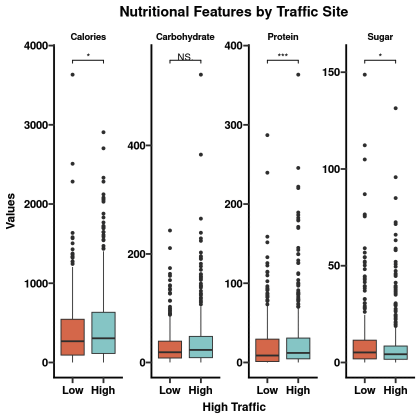 Nutritional Features by Traffic Site
Calories Carbohydrate Protein Sugar
* NS. *** *
Values
4000
3000
2000
1000
0
400
200
0
400
300
200
100
0
150
100
50
0
Low High Low High Low High Low High
High Traffic